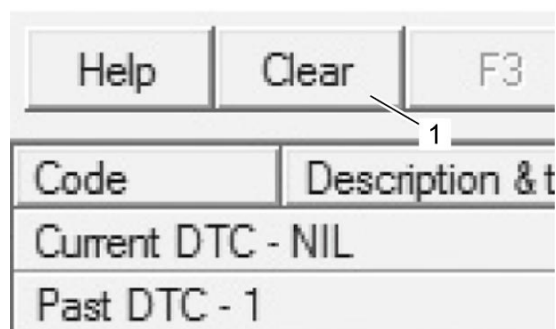 Help Clear F3
1
Code Description & t
Current DTC - NIL
Past DTC - 1